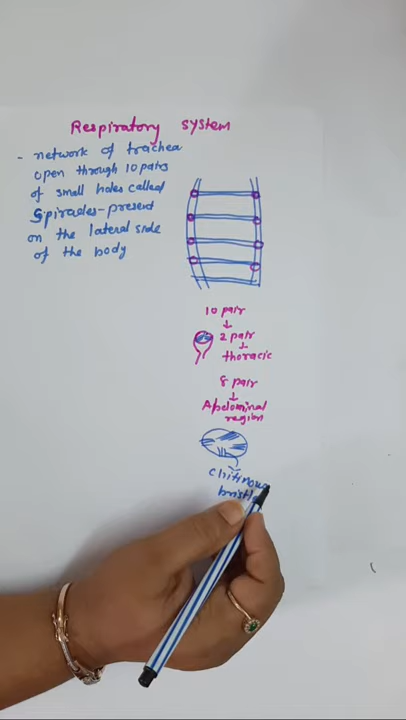 Respiratory system
- network of trachea
open through 10 pairs
of small holes called
Spiracles - present
on the lateral side
of the body
10 pair
2 pair
thoracic
8 pair
Abdominal
region
chitinous
bristle